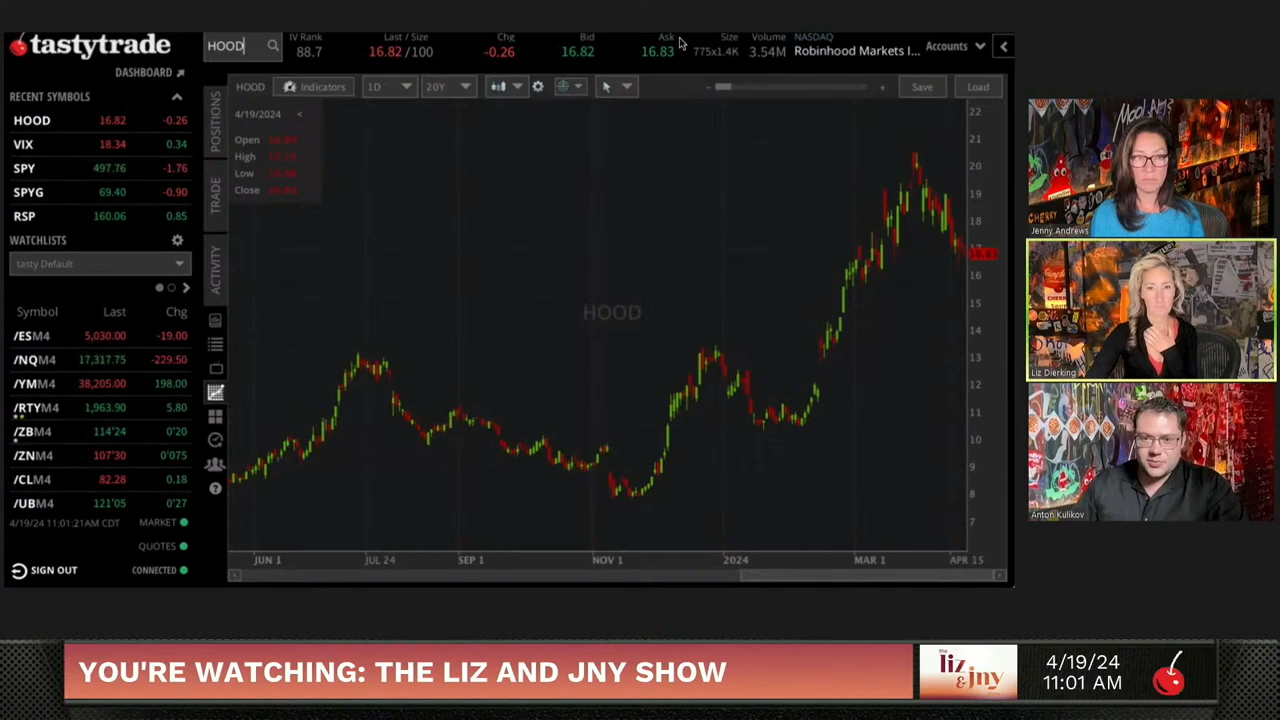 tastytrade
HOOD
IV Rank
88.7
Last / Size
16.82 /100
Chg
-0.26
Bid
16.82
Ask
16.83
Size
775x1.4K
Volume
3.54M
NASDAQ
Robinhood Markets I...
Accounts
DASHBOARD
RECENT SYMBOLS
HOOD 16.82 -0.26
VIX 18.34 0.34
SPY 497.76 -1.76
SPYG 69.40 -0.90
RSP 160.06 0.85
WATCHLISTS
tasty Default
Symbol Last Chg
/ESM4 5,030.00 -19.00
/NQM4 17,317.75 -229.50
/YMM4 38,205.00 198.00
/RTYM4 1,963.90 5.80
/ZBM4 114'24 0'20
/ZNM4 107'30 0'075
/CLM4 82.28 0.18
/UBM4 121'05 0'27
4/19/24 11:01:21AM CDT MARKET
QUOTES
SIGN OUT CONNECTED
POSITIONS
TRADE
ACTIVITY
HOOD Indicators 1D 20Y - + Save Load
4/19/2024 <
Open
High
Low
Close
HOOD
22
21
20
19
18
17
16
15
14
13
12
11
10
9
8
7
JUN 1 JUL 24 SEP 1 NOV 1 2024 MAR 1 APR 15
CHERRY
Jenny Andrews
Liz Dierking
Anton Kulikov
YOU'RE WATCHING: THE LIZ AND JNY SHOW
the
liz
& jny
4/19/24
11:01 AM